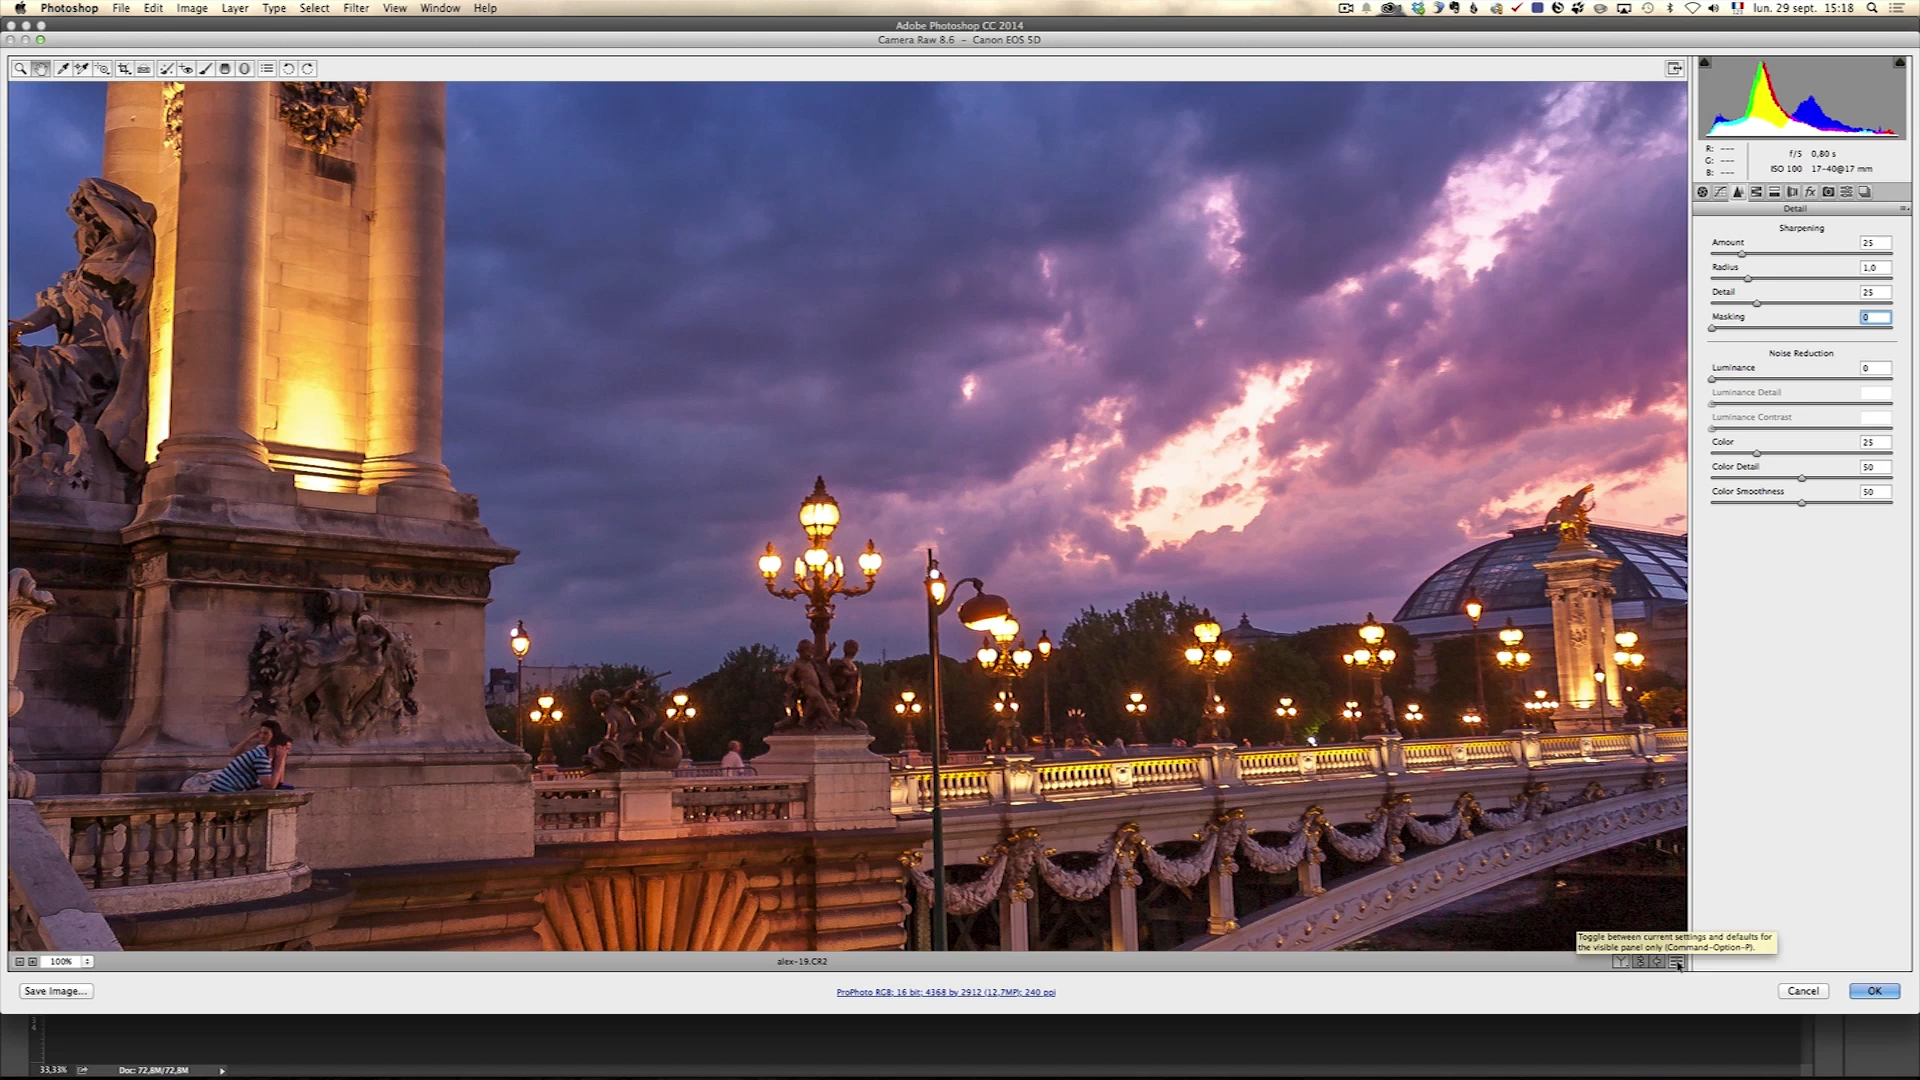 Photoshop File Edit Image Layer Type Select Filter View Window Help
lun. 29 sept. 15:18
Adobe Photoshop CC 2014
Camera Raw 8.6 - Canon EOS 5D
R: ---
G: ---
B: ---
f/5 0,80 s
ISO 100 17-40@17 mm
Detail
Sharpening
Amount 25
Radius 1,0
Detail 25
Masking 0
Noise Reduction
Luminance 0
Luminance Detail
Luminance Contrast
Color 25
Color Detail 50
Color Smoothness 50
Toggle between current settings and defaults for
the visible panel only (Command-Option-P).
100%
alex-19.CR2
Save Image...
ProPhoto RGB; 16 bit; 4368 by 2912 (12,7MP); 240 ppi
Cancel
OK
33,33%
Doc: 72,8M/72,8M